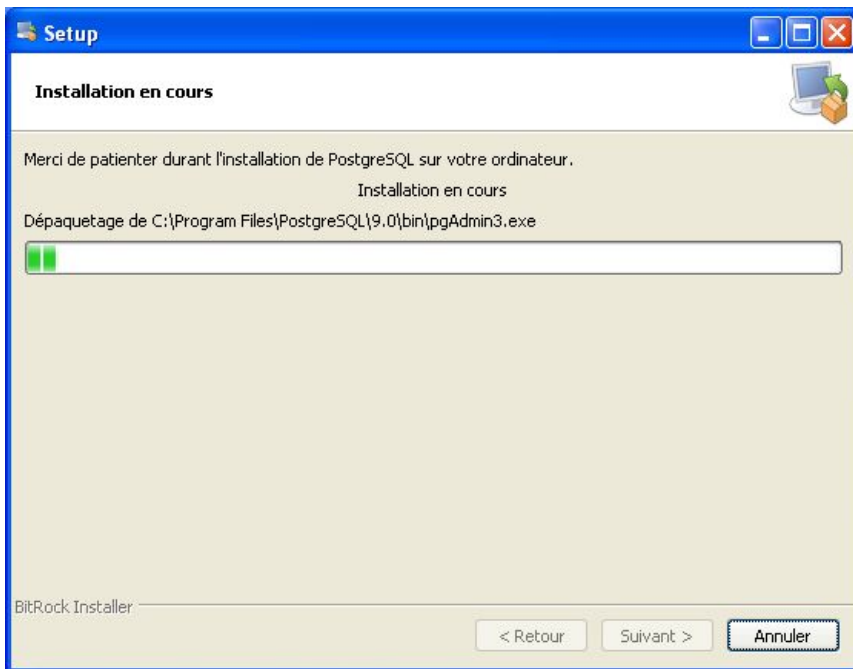 Setup
Installation en cours
Merci de patienter durant l'installation de PostgreSQL sur votre ordinateur.
Installation en cours
Dépaquetage de C:\Program Files\PostgreSQL\9.0\bin\pgAdmin3.exe
BitRock Installer
< Retour
Suivant >
Annuler